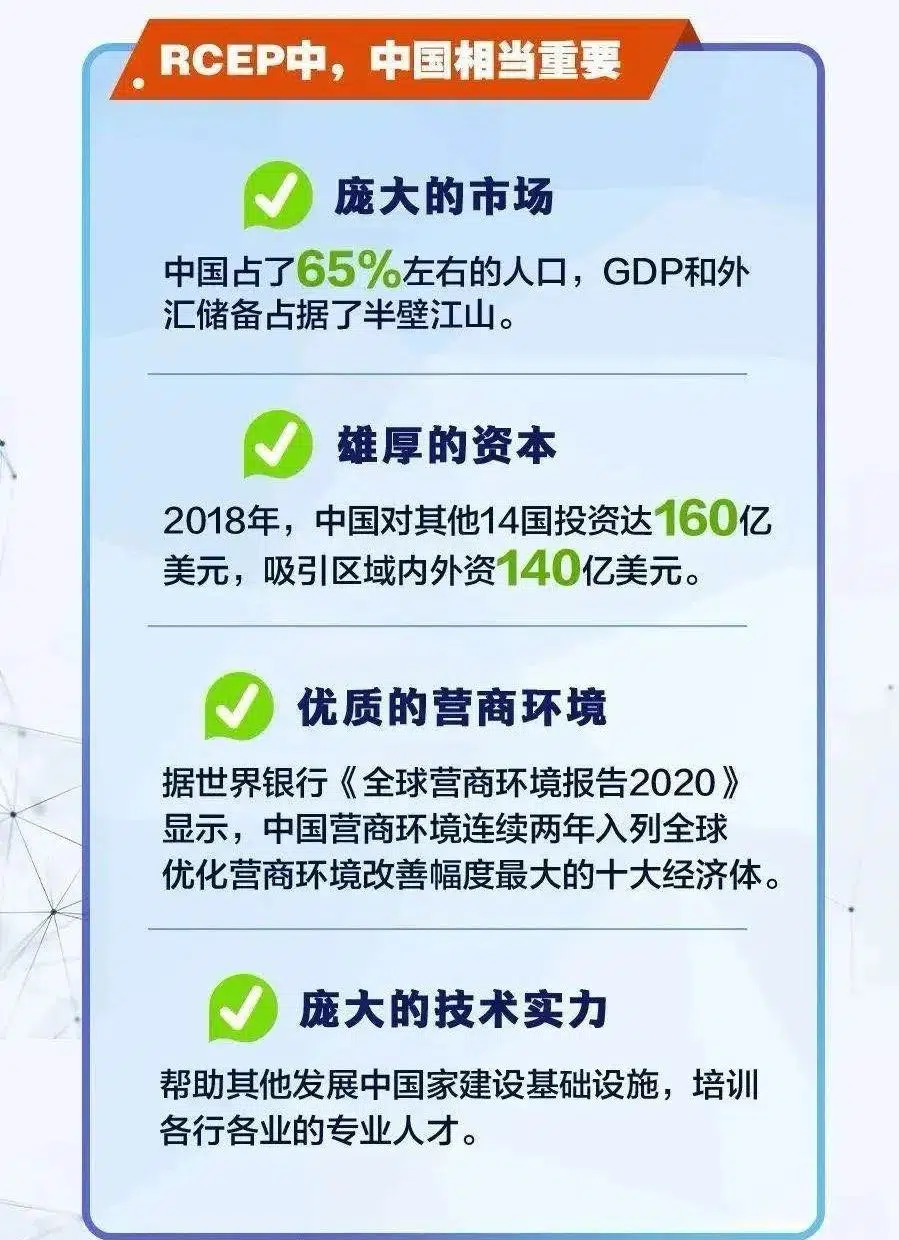 RCEP中，中国相当重要
庞大的市场
中国占了65%左右的人口，GDP和外
汇储备占据了半壁江山。
雄厚的资本
2018年，中国对其他14国投资达160亿
美元，吸引区域内外资140亿美元。
优质的营商环境
据世界银行《全球营商环境报告2020》
显示，中国营商环境连续两年入列全球
优化营商环境改善幅度最大的十大经济体。
庞大的技术实力
帮助其他发展中国家建设基础设施，培训
各行各业的专业人才。